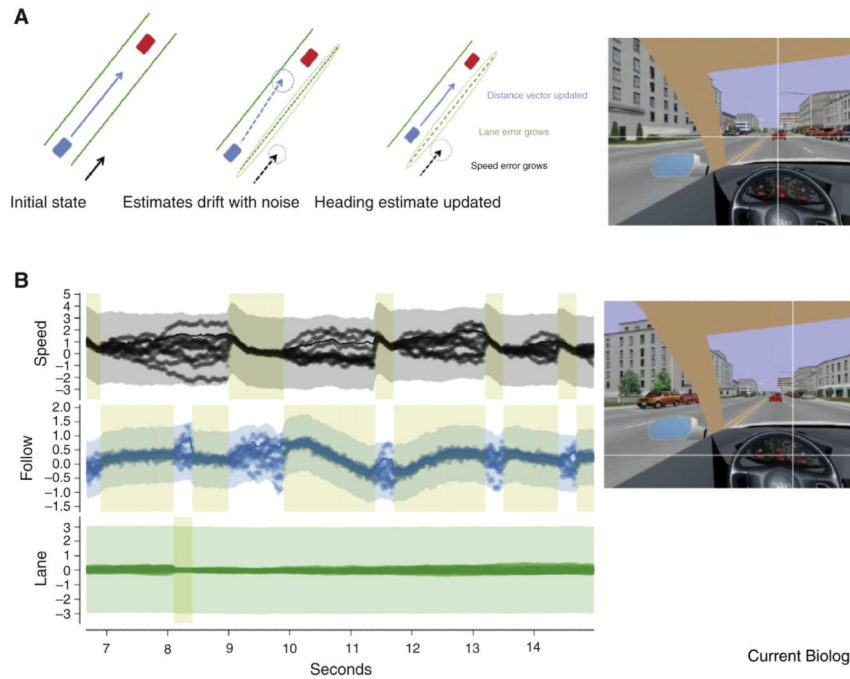 A
Distance vector updated
Lane error grows
Speed error grows
Initial state
Estimates drift with noise
Heading estimate updated
B
Speed
5
4
3
2
1
0
−1
−2
−3
Follow
2.0
1.5
1.0
0.5
0.0
−0.5
−1.0
−1.5
Lane
3
2
1
0
−1
−2
−3
7 8 9 10 11 12 13 14
Seconds
Current Biolog